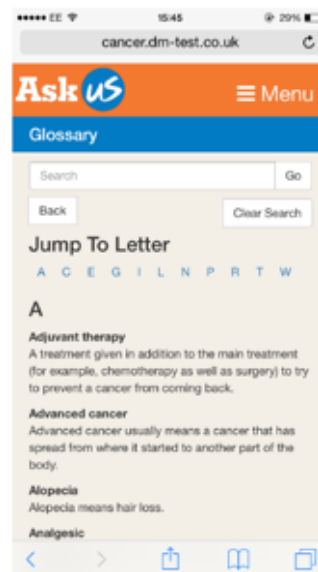 EE 15:45 29%
cancer.dm-test.co.uk
Ask us Menu
Glossary
Search Go
Back Clear Search
Jump To Letter
A C E G I L N P R T W
A
Adjuvant therapy
A treatment given in addition to the main treatment
(for example, chemotherapy as well as surgery) to try
to prevent a cancer from coming back.
Advanced cancer
Advanced cancer usually means a cancer that has
spread from where it started to another part of the
body.
Alopecia
Alopecia means hair loss.
Analgesic